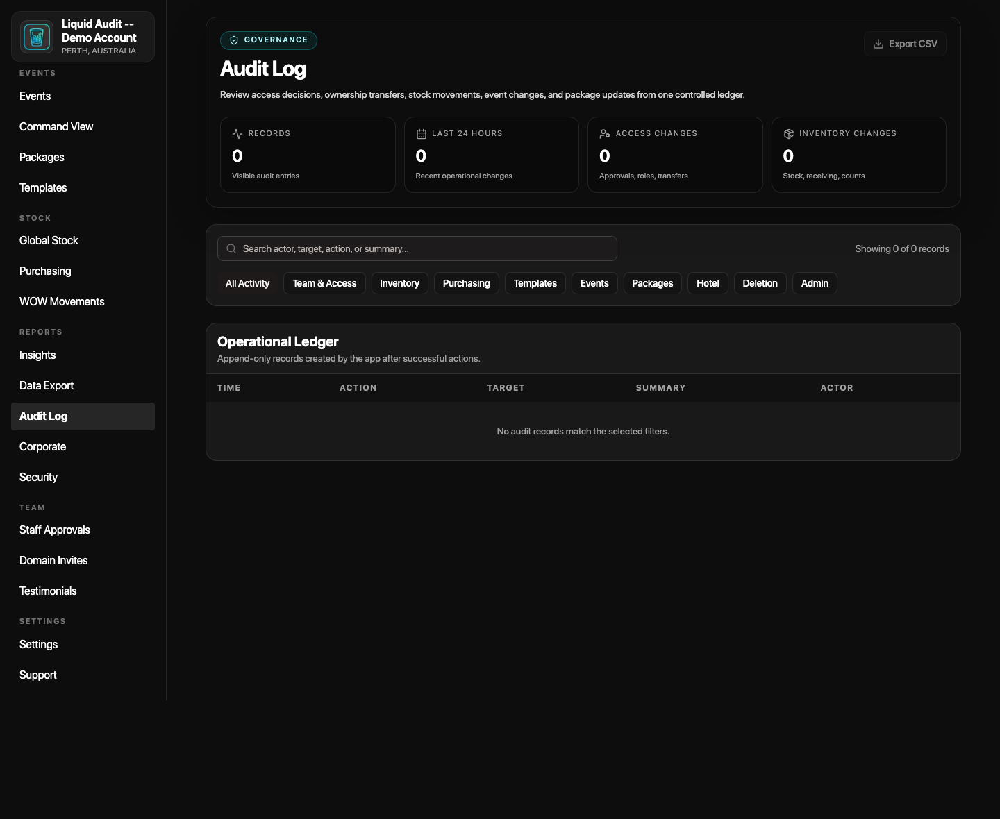 Liquid Audit --
Demo Account
PERTH, AUSTRALIA
EVENTS
Events
Command View
Packages
Templates
STOCK
Global Stock
Purchasing
WOW Movements
REPORTS
Insights
Data Export
Audit Log
Corporate
Security
TEAM
Staff Approvals
Domain Invites
Testimonials
SETTINGS
Settings
Support
GOVERNANCE
Export CSV
Audit Log
Review access decisions, ownership transfers, stock movements, event changes, and package updates from one controlled ledger.
RECORDS
0
Visible audit entries
LAST 24 HOURS
0
Recent operational changes
ACCESS CHANGES
0
Approvals, roles, transfers
INVENTORY CHANGES
0
Stock, receiving, counts
Search actor, target, action, or summary...
Showing 0 of 0 records
All Activity Team & Access Inventory Purchasing Templates Events Packages Hotel Deletion Admin
Operational Ledger
Append-only records created by the app after successful actions.
TIME ACTION TARGET SUMMARY ACTOR
No audit records match the selected filters.